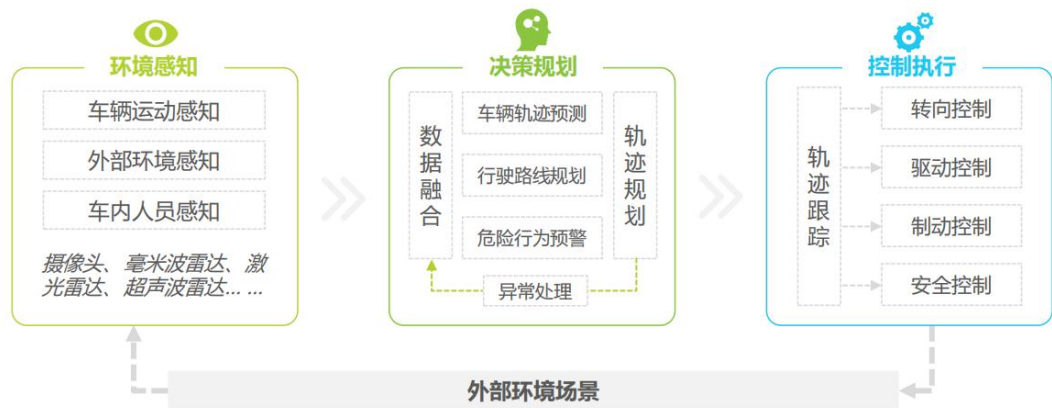 环境感知
车辆运动感知
外部环境感知
车内人员感知
摄像头、毫米波雷达、激
光雷达、超声波雷达... ...
决策规划
数据融合
车辆轨迹预测
行驶路线规划
危险行为预警
轨迹规划
异常处理
控制执行
轨迹跟踪
转向控制
驱动控制
制动控制
安全控制
外部环境场景